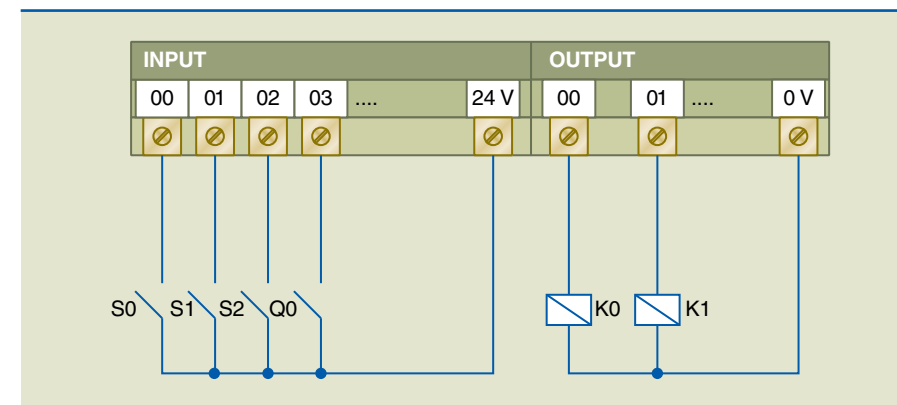 INPUT OUTPUT
00 01 02 03 .... 24 V 00 01 .... 0 V
S0 S1 S2 Q0 K0 K1